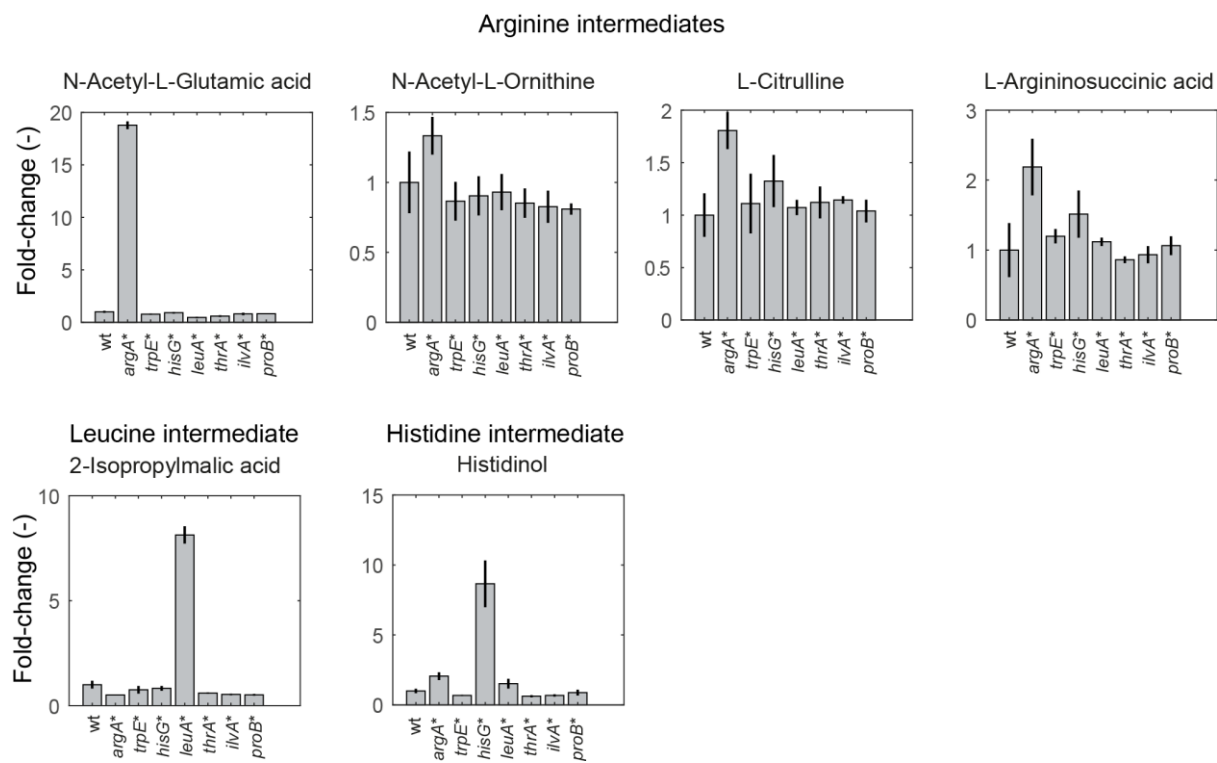 Arginine intermediates
N-Acetyl-L-Glutamic acid
N-Acetyl-L-Ornithine
L-Citrulline
L-Argininosuccinic acid
Fold-change (-)
20
15
10
5
0
wt
argA*
trpE*
hisG*
leuA*
thrA*
ilvA*
proB*
1.5
1
0.5
0
wt
argA*
trpE*
hisG*
leuA*
thrA*
ilvA*
proB*
2
1.5
1
0.5
0
wt
argA*
trpE*
hisG*
leuA*
thrA*
ilvA*
proB*
3
2
1
0
wt
argA*
trpE*
hisG*
leuA*
thrA*
ilvA*
proB*
Leucine intermediate
2-Isopropylmalic acid
Histidine intermediate
Histidinol
Fold-change (-)
10
5
0
wt
argA*
trpE*
hisG*
leuA*
thrA*
ilvA*
proB*
15
10
5
0
wt
argA*
trpE*
hisG*
leuA*
thrA*
ilvA*
proB*